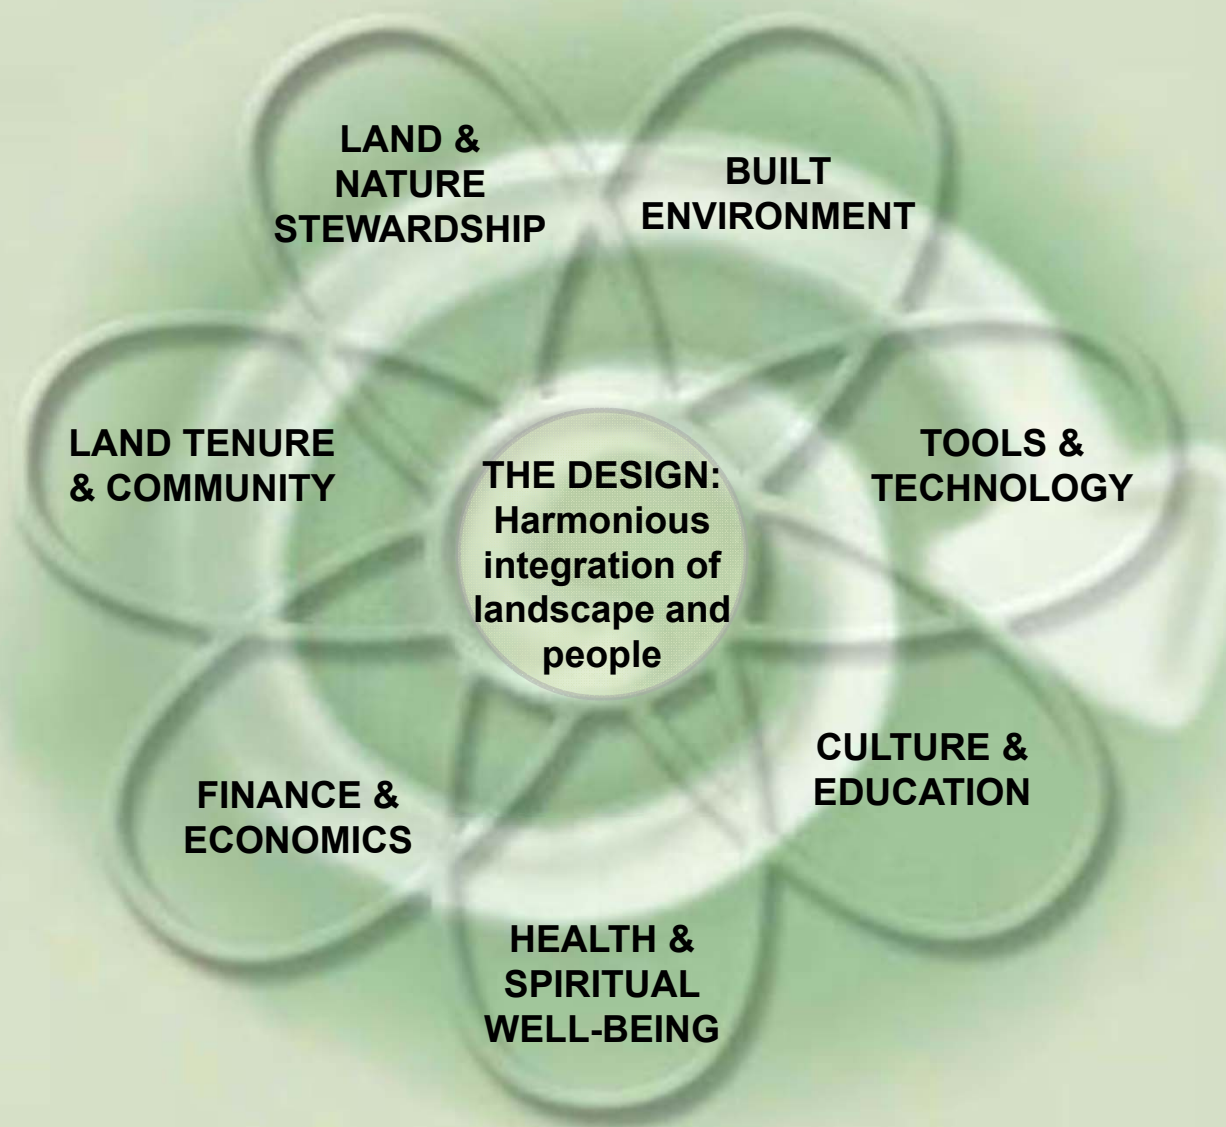 LAND &
NATURE
STEWARDSHIP
BUILT
ENVIRONMENT
LAND TENURE
& COMMUNITY
THE DESIGN:
Harmonious
integration of
landscape and
people
TOOLS &
TECHNOLOGY
CULTURE &
EDUCATION
FINANCE &
ECONOMICS
HEALTH &
SPIRITUAL
WELL-BEING